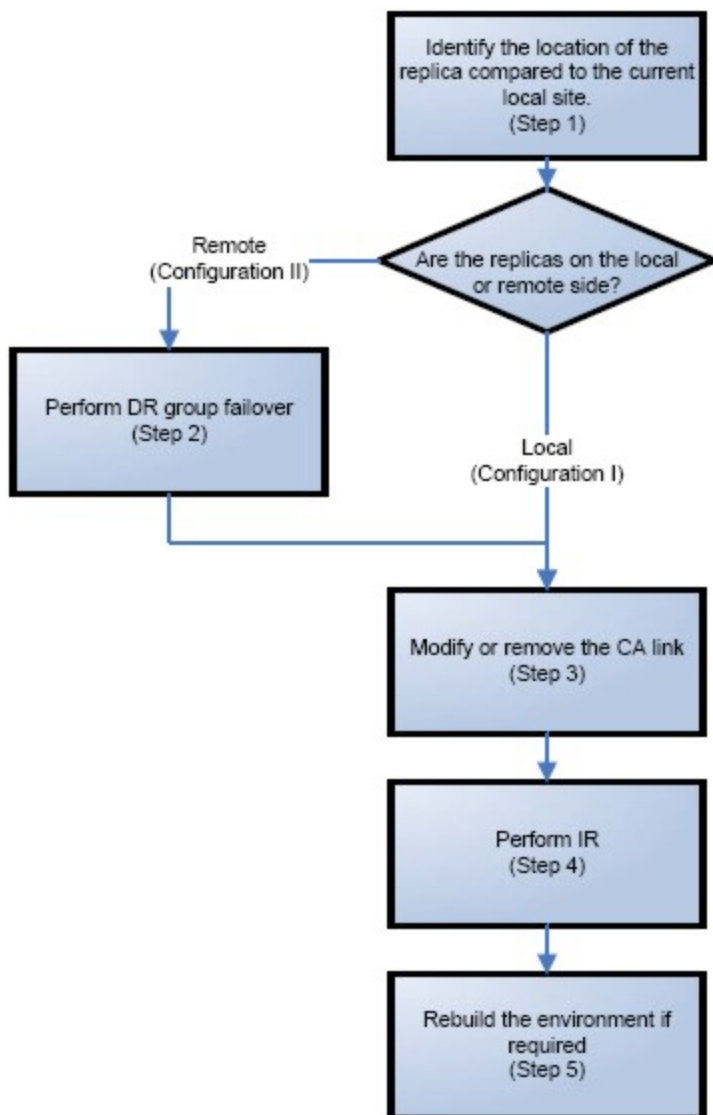 Identify the location of the
replica compared to the current
local site.
(Step 1)
Are the replicas on the local
or remote side?
Remote
(Configuration II)
Perform DR group failover
(Step 2)
Local
(Configuration I)
Modify or remove the CA link
(Step 3)
Perform IR
(Step 4)
Rebuild the environment if
required
(Step 5)